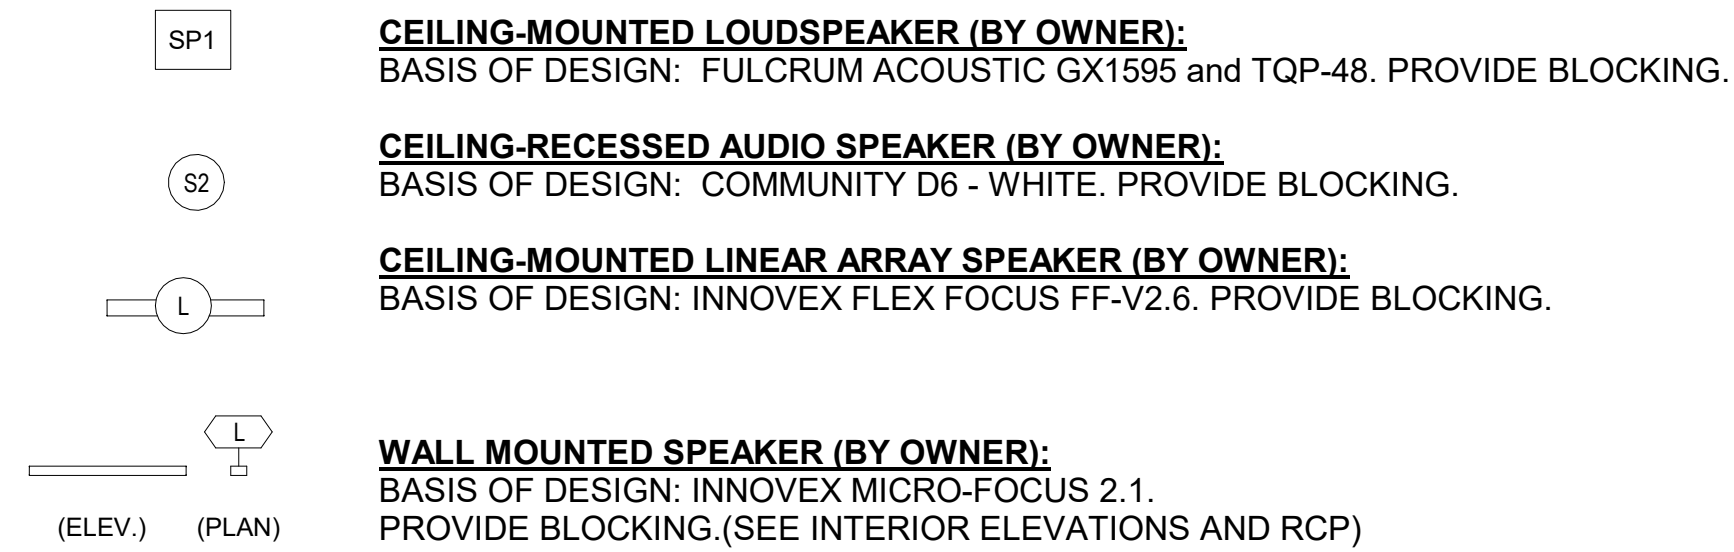 SP1
CEILING-MOUNTED LOUDSPEAKER (BY OWNER):
BASIS OF DESIGN: FULCRUM ACOUSTIC GX1595 and TQP-48. PROVIDE BLOCKING.
S2
CEILING-RECESSED AUDIO SPEAKER (BY OWNER):
BASIS OF DESIGN: COMMUNITY D6 - WHITE. PROVIDE BLOCKING.
L
CEILING-MOUNTED LINEAR ARRAY SPEAKER (BY OWNER):
BASIS OF DESIGN: INNOVEX FLEX FOCUS FF-V2.6. PROVIDE BLOCKING.
L
(ELEV.) (PLAN)
WALL MOUNTED SPEAKER (BY OWNER):
BASIS OF DESIGN: INNOVEX MICRO-FOCUS 2.1.
PROVIDE BLOCKING.(SEE INTERIOR ELEVATIONS AND RCP)